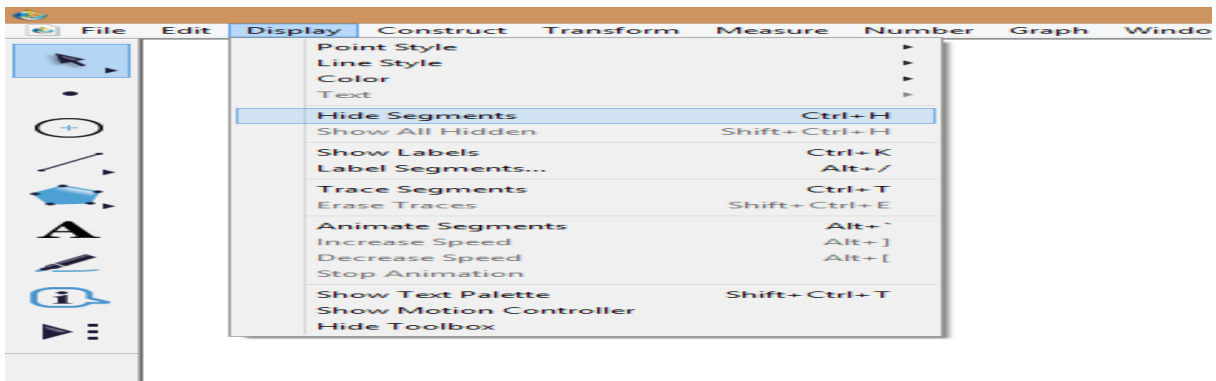 File Edit Display Construct Transform Measure Number Graph Windo
Point Style
Line Style
Color
Text
Hide Segments Ctrl+H
Show All Hidden Shift+Ctrl+H
Show Labels Ctrl+K
Label Segments... Alt+/
Trace Segments Ctrl+T
Erase Traces Shift+Ctrl+E
Animate Segments Alt+`
Increase Speed Alt+]
Decrease Speed Alt+[
Stop Animation
Show Text Palette Shift+Ctrl+T
Show Motion Controller
Hide Toolbox
A
i